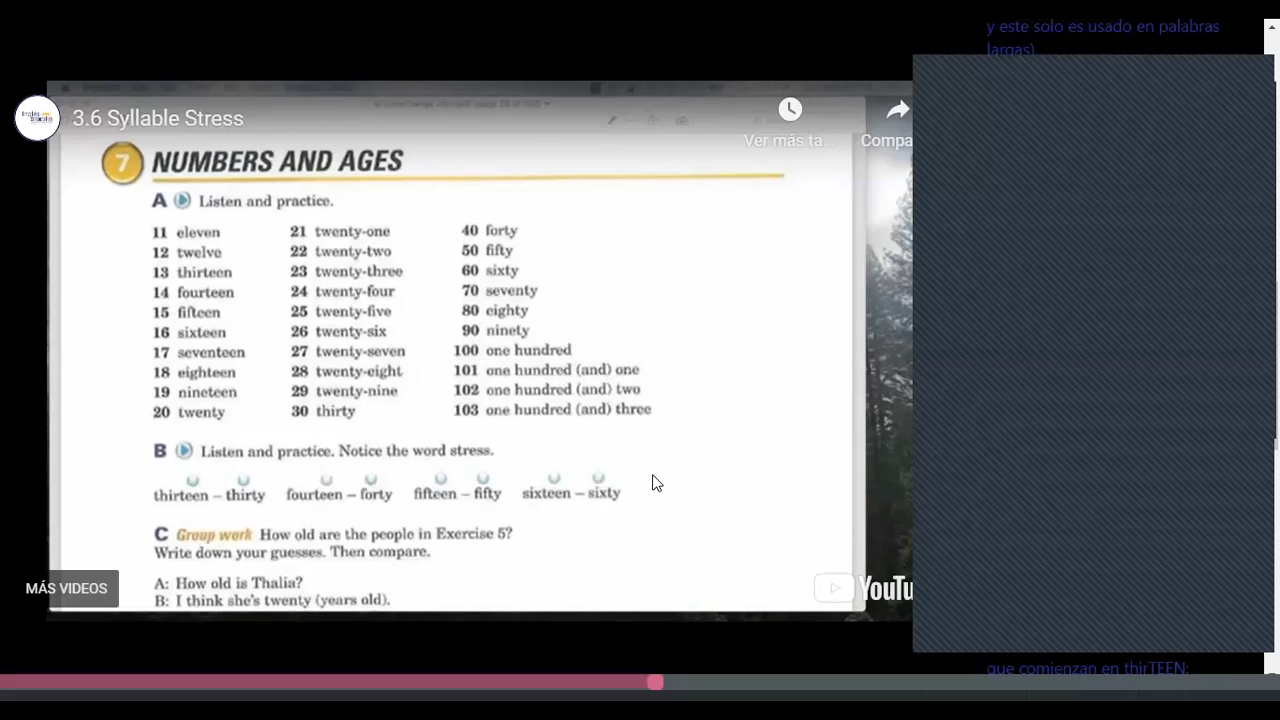 y este solo es usado en palabras
largas)
3.6 Syllable Stress
Ver más ta...
Compa
7 NUMBERS AND AGES
A Listen and practice.
11 eleven 21 twenty-one 40 forty
12 twelve 22 twenty-two 50 fifty
13 thirteen 23 twenty-three 60 sixty
14 fourteen 24 twenty-four 70 seventy
15 fifteen 25 twenty-five 80 eighty
16 sixteen 26 twenty-six 90 ninety
17 seventeen 27 twenty-seven 100 one hundred
18 eighteen 28 twenty-eight 101 one hundred (and) one
19 nineteen 29 twenty-nine 102 one hundred (and) two
20 twenty 30 thirty 103 one hundred (and) three
B Listen and practice. Notice the word stress.
thirteen – thirty fourteen – forty fifteen – fifty sixteen – sixty
C Group work How old are the people in Exercise 5?
Write down your guesses. Then compare.
A: How old is Thalia?
B: I think she's twenty (years old).
MÁS VIDEOS
YouTu
que comienzan en thirTEEN: